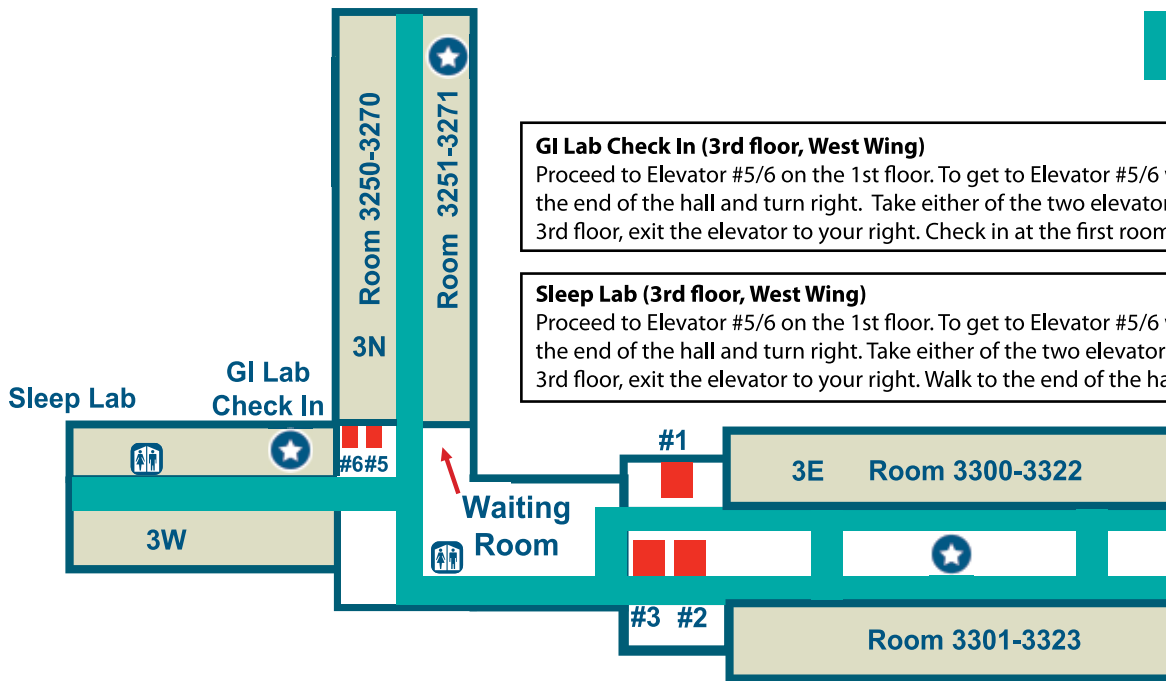 Room 3250-3270
Room 3251-3271
3N
GI Lab Check In (3rd floor, West Wing)
Proceed to Elevator #5/6 on the 1st floor. To get to Elevator #5/6
the end of the hall and turn right. Take either of the two elevator
3rd floor, exit the elevator to your right. Check in at the first room
Sleep Lab (3rd floor, West Wing)
Proceed to Elevator #5/6 on the 1st floor. To get to Elevator #5/6
the end of the hall and turn right. Take either of the two elevator
3rd floor, exit the elevator to your right. Walk to the end of the ha
Sleep Lab
GI Lab
Check In
#6 #5
Waiting
Room
3W
#1
3E Room 3300-3322
#3 #2
Room 3301-3323